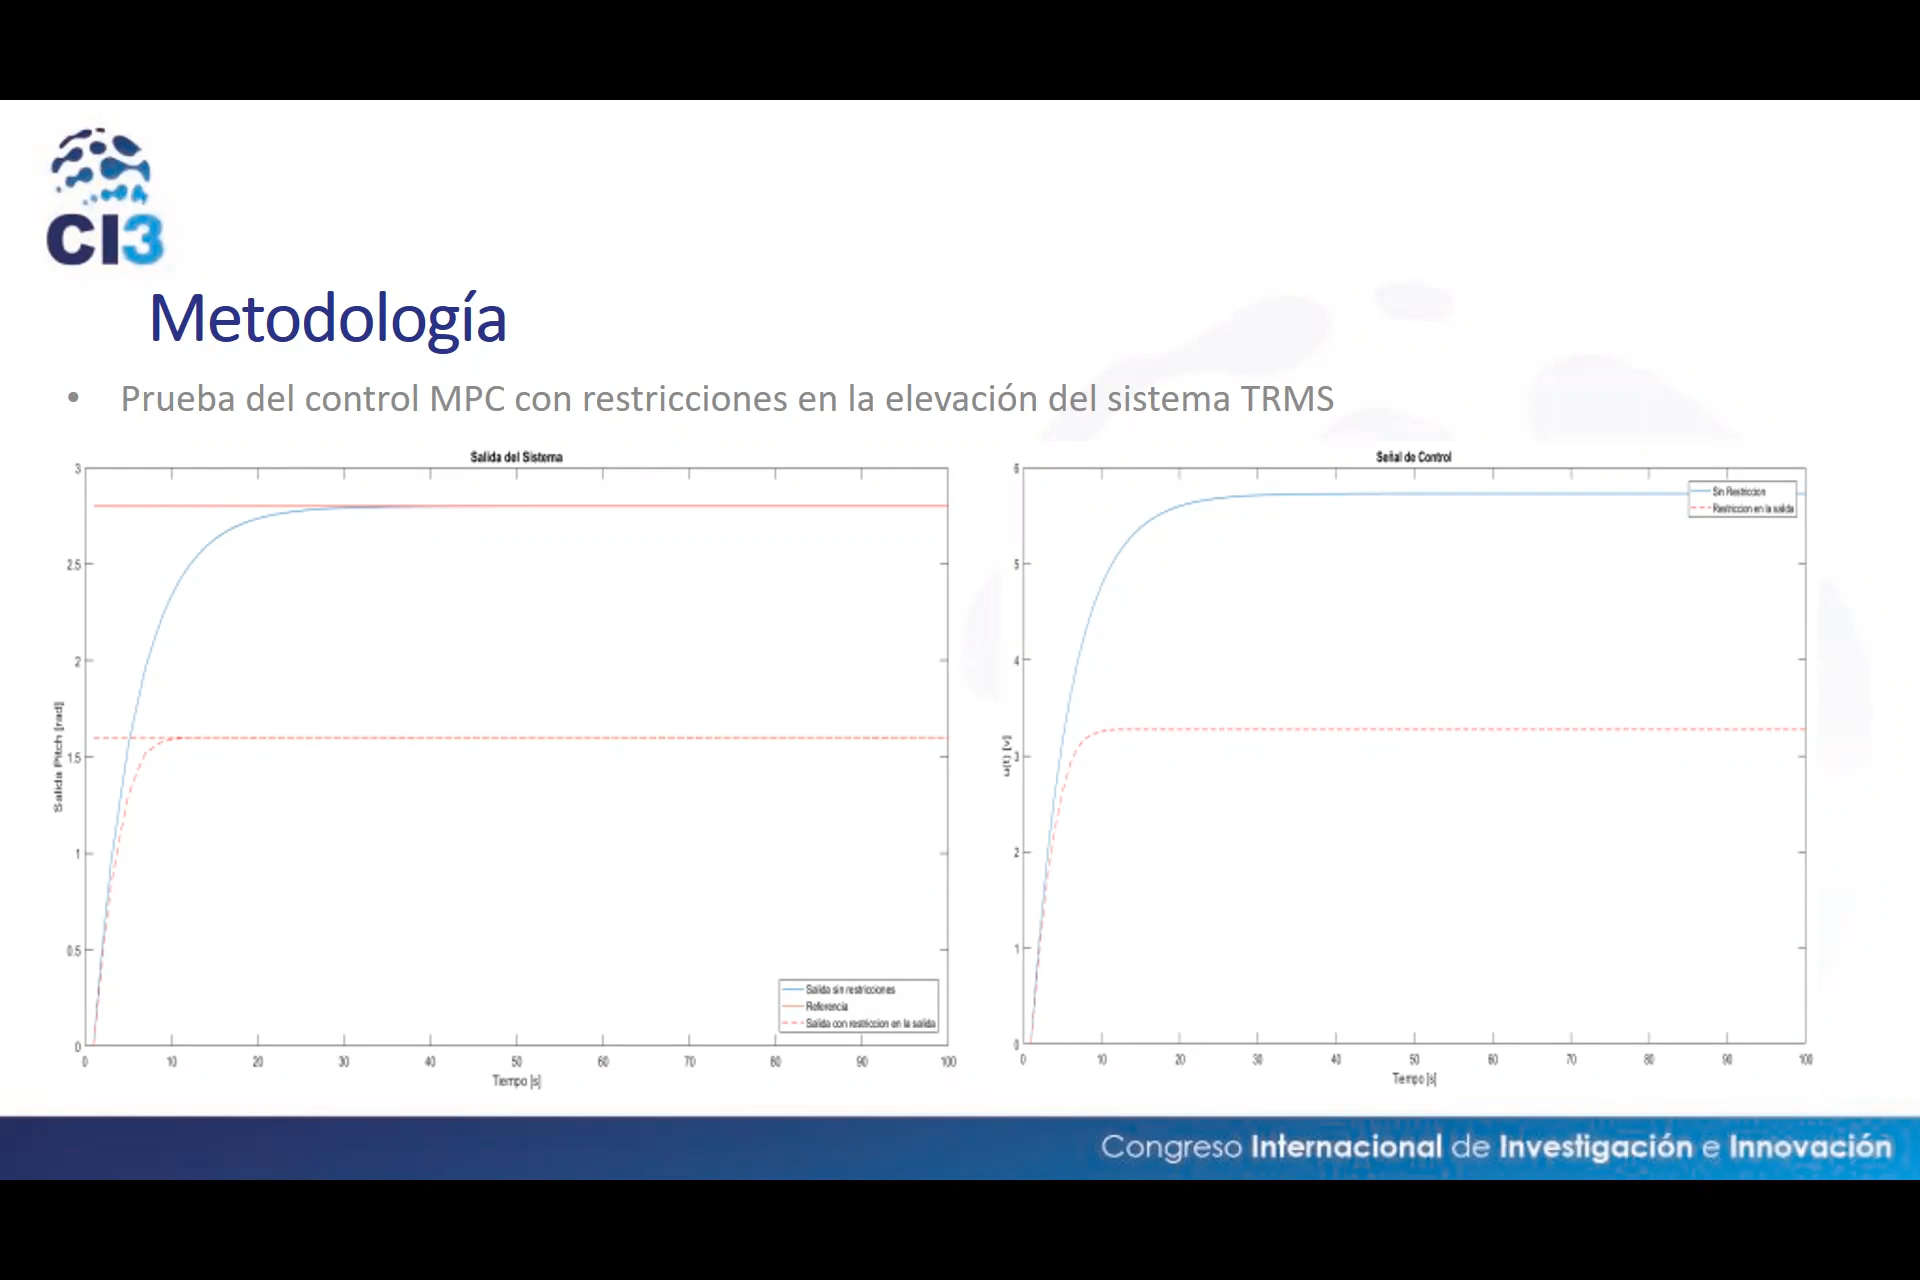 CI3
Metodología
• Prueba del control MPC con restricciones en la elevación del sistema TRMS
Salida del Sistema
3
2.5
2
1.5
1
0.5
0
Salida Pitch [rad]
0 10 20 30 40 50 60 70 80 90 100
Tiempo [s]
Salida sin restricciones
Referencia
Salida con restriccion en la salida
Señal de Control
6
5
4
3
2
1
0
u(t) [v]
0 10 20 30 40 50 60 70 80 90 100
Tiempo [s]
Sin Restriccion
Restriccion en la salida
Congreso Internacional de Investigación e Innovación